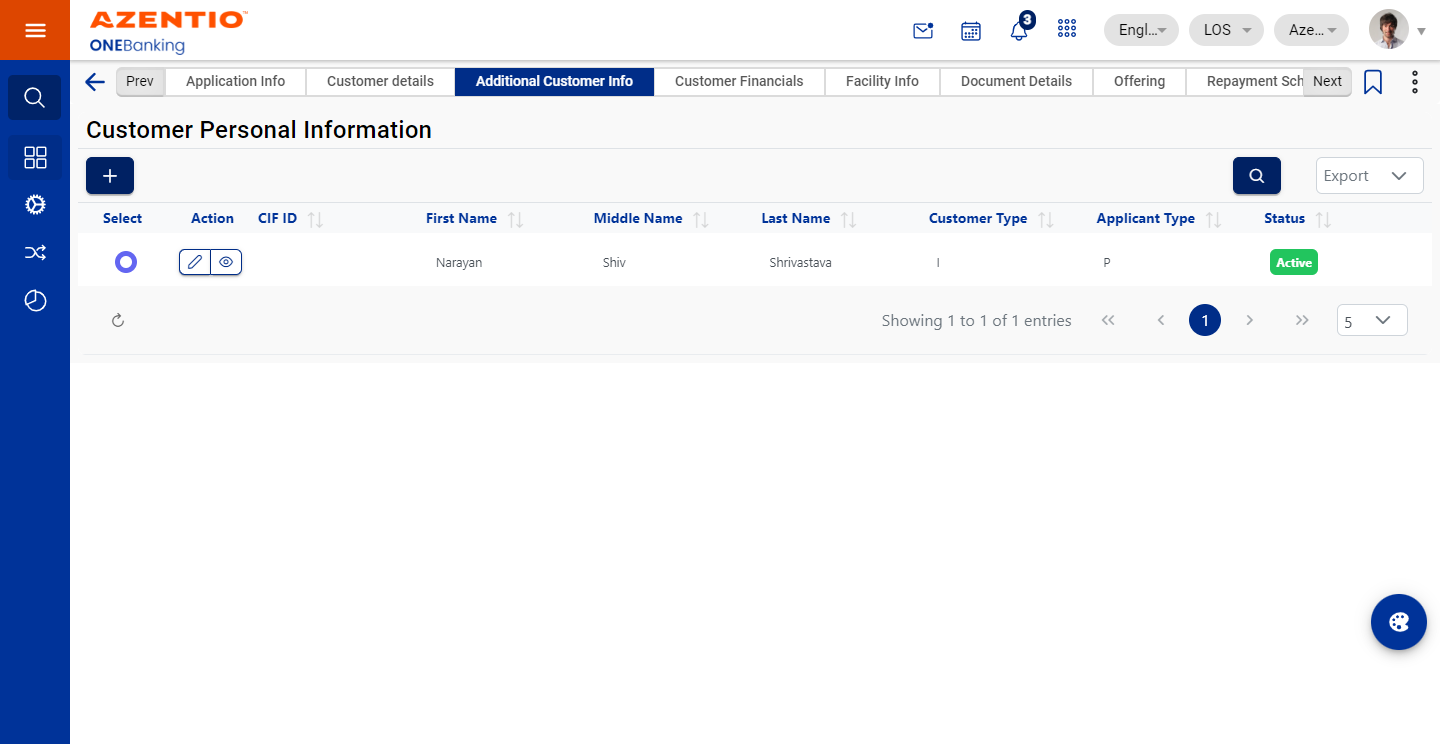 AZENTIO™
ONEBanking
3
Engl...
LOS
Aze...
Prev
Application Info
Customer details
Additional Customer Info
Customer Financials
Facility Info
Document Details
Offering
Repayment Sch
Next
Customer Personal Information
Export
Select Action CIF ID First Name Middle Name Last Name Customer Type Applicant Type Status
Narayan Shiv Shrivastava I P Active
Showing 1 to 1 of 1 entries
1
5